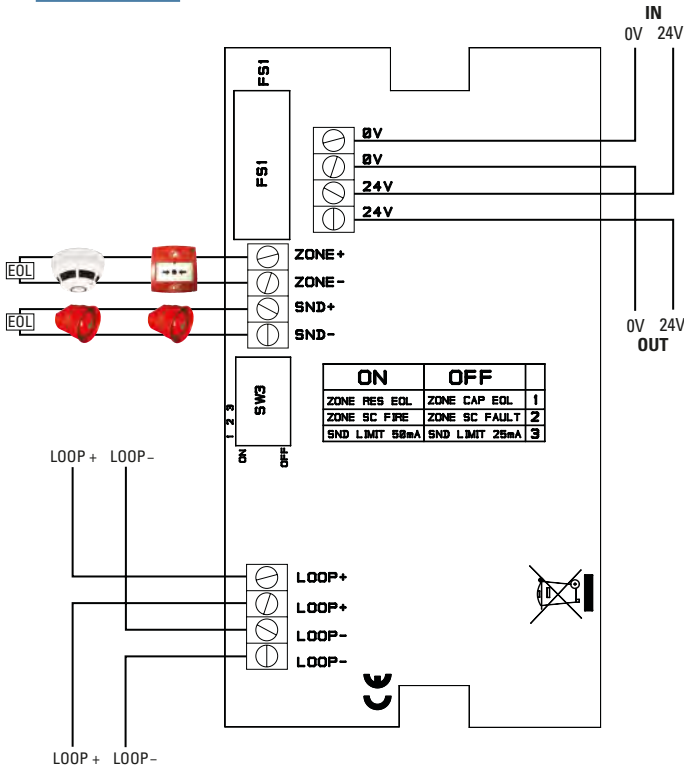 IN
0V 24V
FS1
FS1
0V
0V
24V
24V
ZONE+
ZONE-
SND+
SND-
EOL
EOL
0V 24V
OUT
SW3
1 2 3
ON OFF
ON OFF
ZONE RES EOL ZONE CAP EOL 1
ZONE SC FIRE ZONE SC FAULT 2
SND LIMIT 50mA SND LIMIT 25mA 3
LOOP + LOOP-
LOOP+
LOOP+
LOOP-
LOOP-
CE
LOOP + LOOP-